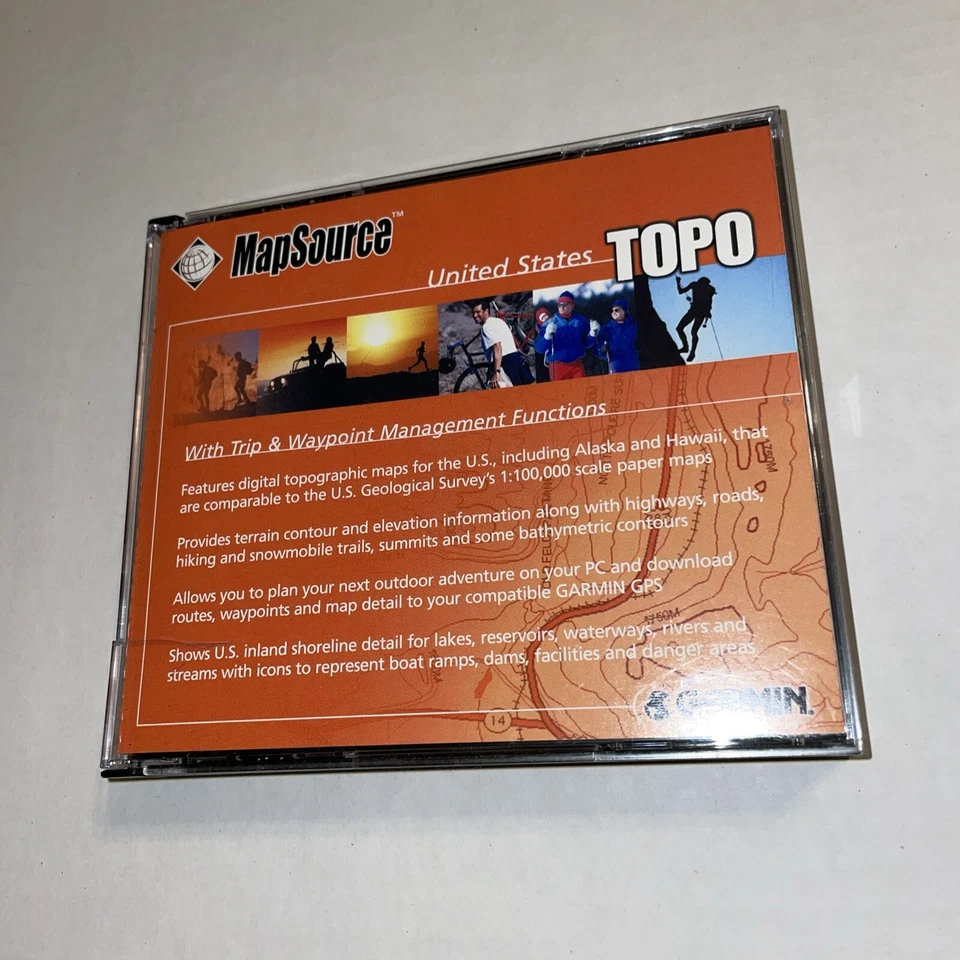 MapSource™
United States TOPO
With Trip & Waypoint Management Functions
Features digital topographic maps for the U.S., including Alaska and Hawaii, that
are comparable to the U.S. Geological Survey's 1:100,000 scale paper maps
Provides terrain contour and elevation information along with highways, roads,
hiking and snowmobile trails, summits and some bathymetric contours
Allows you to plan your next outdoor adventure on your PC and download
routes, waypoints and map detail to your compatible GARMIN GPS
Shows U.S. inland shoreline detail for lakes, reservoirs, waterways, rivers and
streams with icons to represent boat ramps, dams, facilities and danger areas
GARMIN.
14
1750M